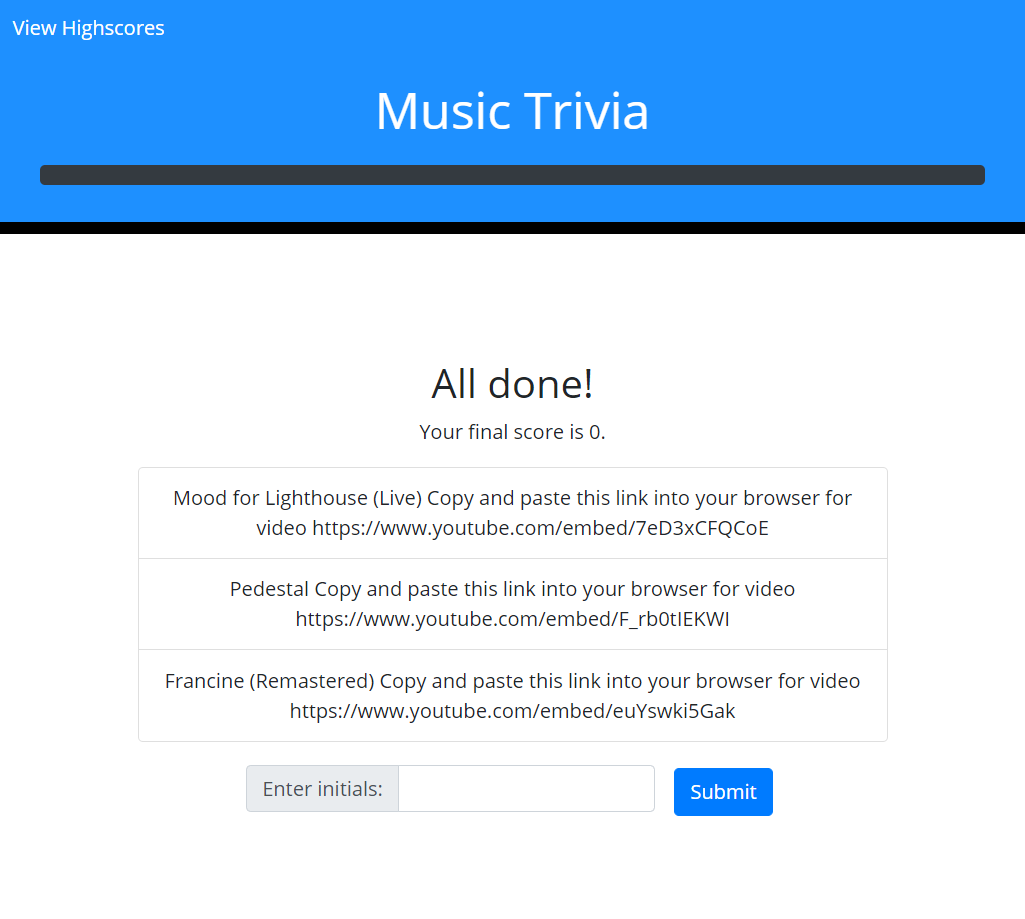 View Highscores
Music Trivia
All done!
Your final score is 0.
Mood for Lighthouse (Live) Copy and paste this link into your browser for
video https://www.youtube.com/embed/7eD3xCFQCoE
Pedestal Copy and paste this link into your browser for video
https://www.youtube.com/embed/F_rb0tIEKWI
Francine (Remastered) Copy and paste this link into your browser for video
https://www.youtube.com/embed/euYswki5Gak
Enter initials:
Submit